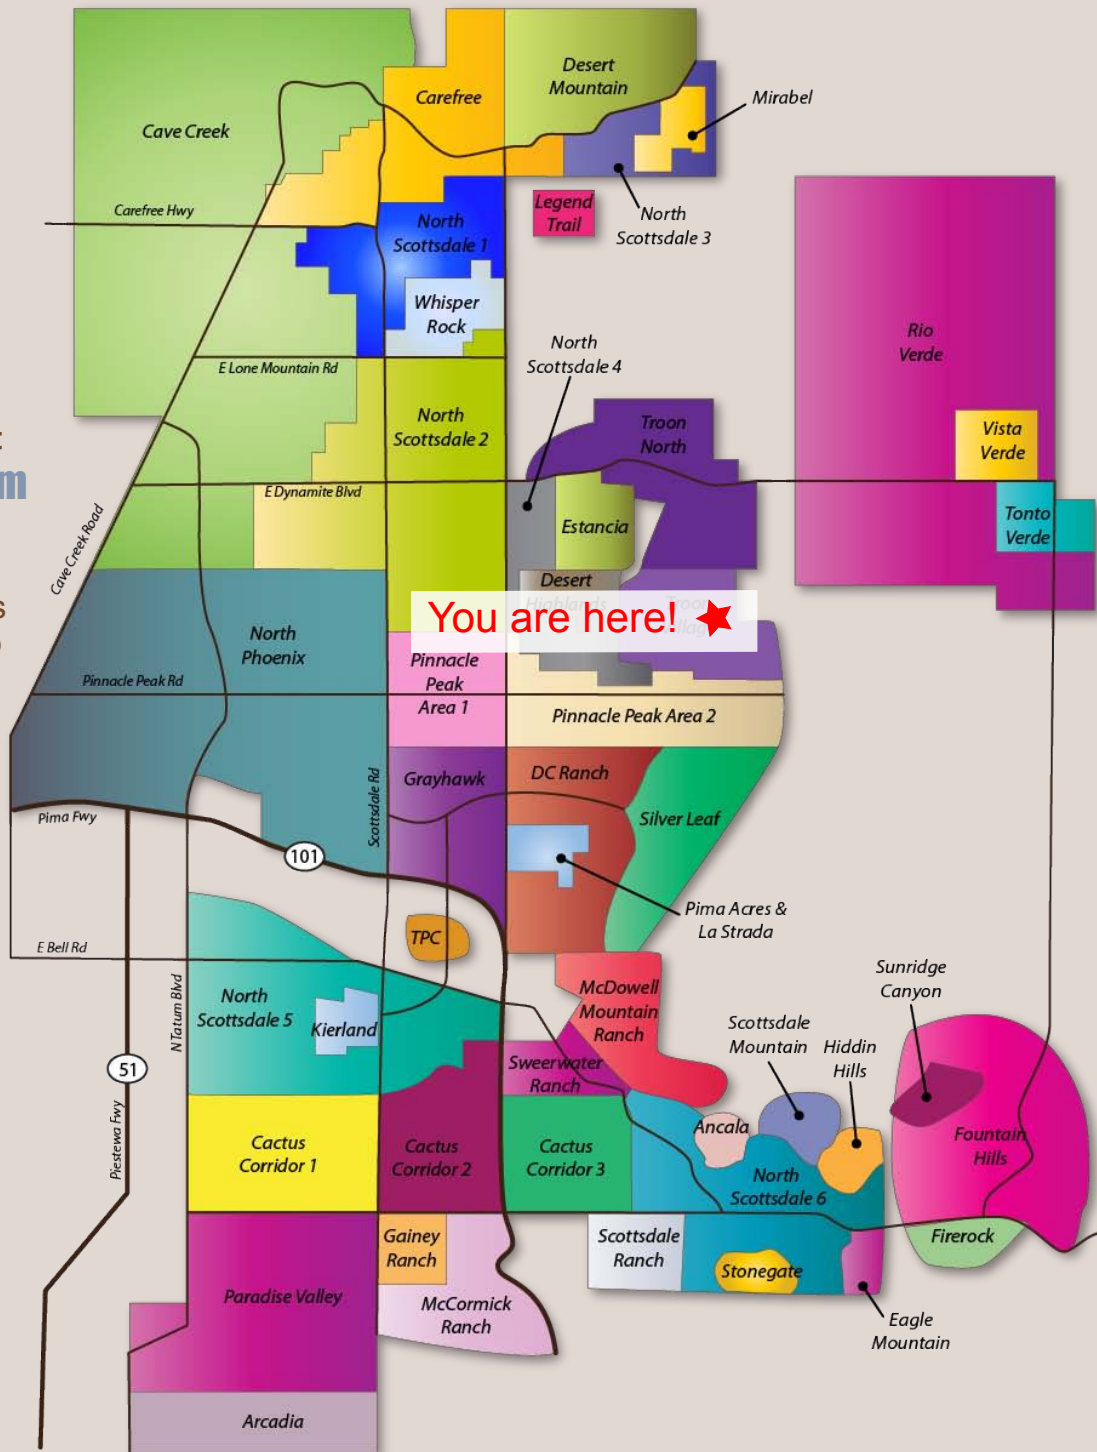 Desert
Mountain
Carefree
Mirabel
Cave Creek
Carefree Hwy
Legend
Trail
North
Scottsdale 3
North
Scottsdale 1
Whisper
Rock
North
Scottsdale 4
E Lone Mountain Rd
Rio
Verde
North
Scottsdale 2
Troon
North
Vista
Verde
m
E Dynamite Blvd
Estancia
Tonto
Verde
Cave Creek Road
Desert
Highlands
Troon
Village
s
You are here!
North
Phoenix
Pinnacle
Peak
Area 1
Pinnacle Peak Rd
Pinnacle Peak Area 2
Grayhawk
DC Ranch
Scottsdale Rd
Silver Leaf
Pima Fwy
101
Pima Acres &
La Strada
TPC
E Bell Rd
Sunridge
Canyon
McDowell
Mountain
Ranch
North
Scottsdale 5
Kierland
N Tatum Blvd
Scottsdale
Mountain
Hiddin
Hills
51
Sweerwater
Ranch
Piestewa Fwy
Ancala
Fountain
Hills
Cactus
Corridor 1
Cactus
Corridor 2
Cactus
Corridor 3
North
Scottsdale 6
Gainey
Ranch
Scottsdale
Ranch
Firerock
Stonegate
Paradise Valley
McCormick
Ranch
Eagle
Mountain
Arcadia